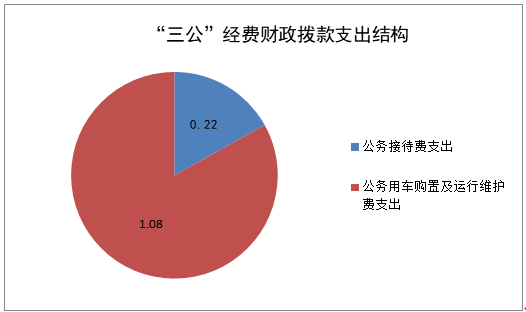 “三公”经费财政拨款支出结构
0.22
1.08
公务接待费支出
公务用车购置及运行维护
费支出